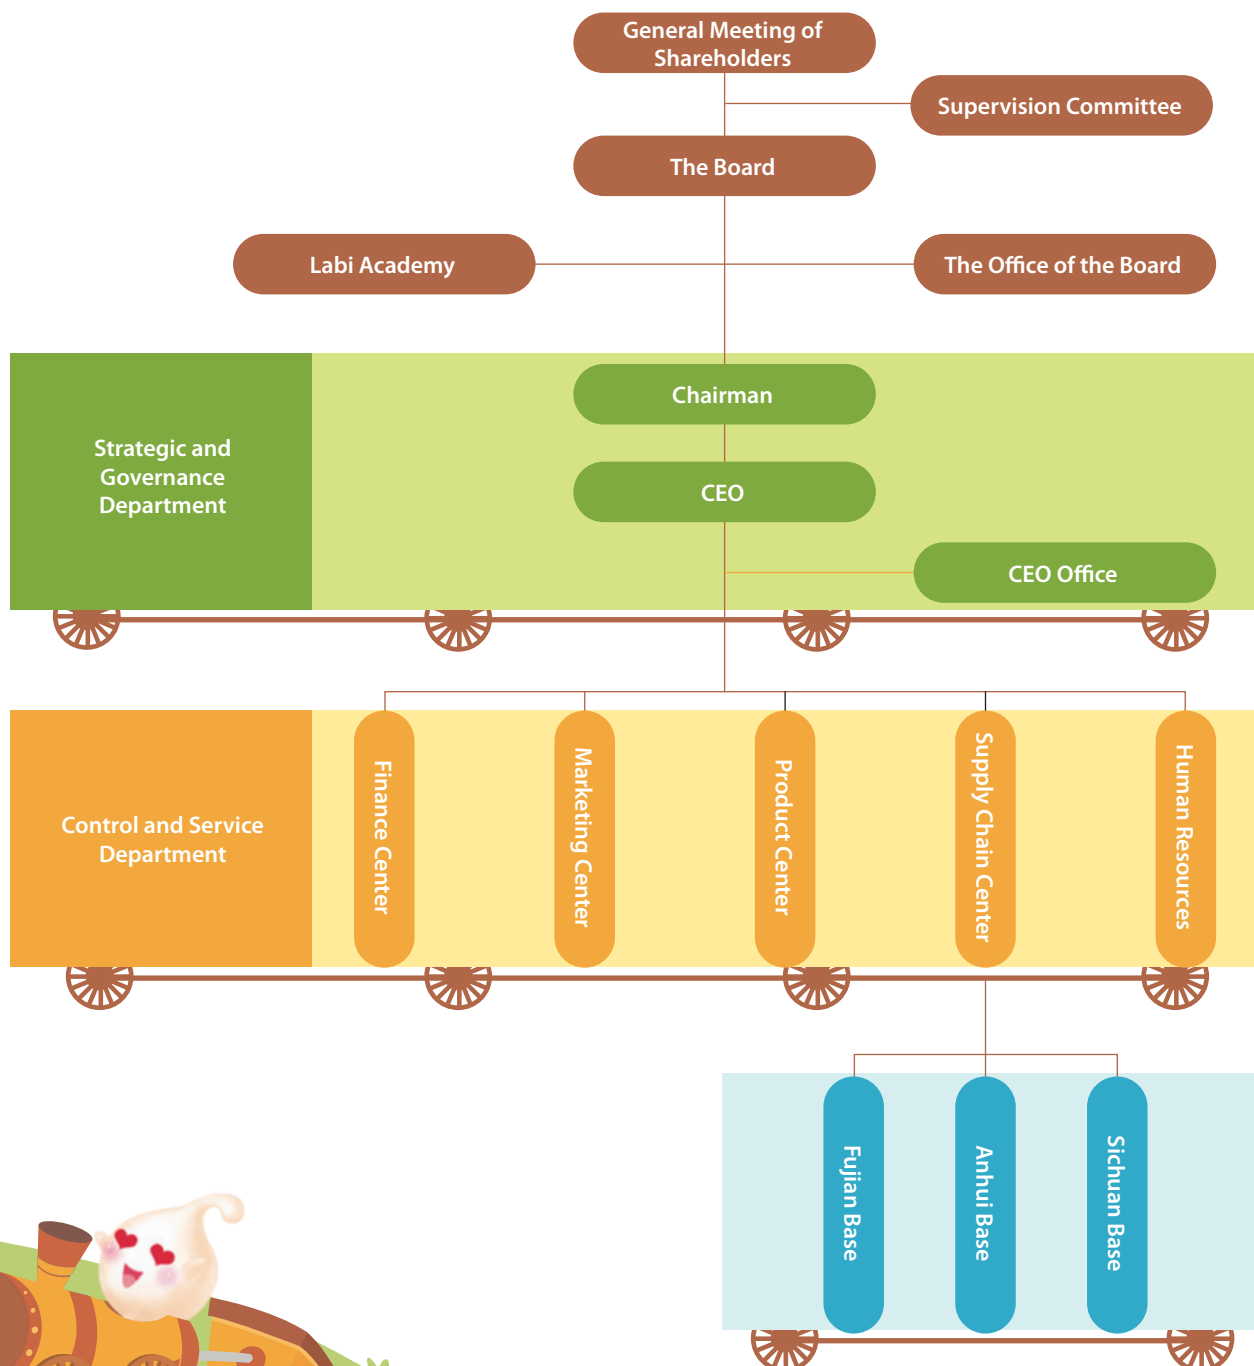 General Meeting of
Shareholders
Supervision Committee
The Board
Labi Academy
The Office of the Board
Strategic and
Governance
Department
Chairman
CEO
CEO Office
Control and Service
Department
Finance Center
Marketing Center
Product Center
Supply Chain Center
Human Resources
Fujian Base
Anhui Base
Sichuan Base